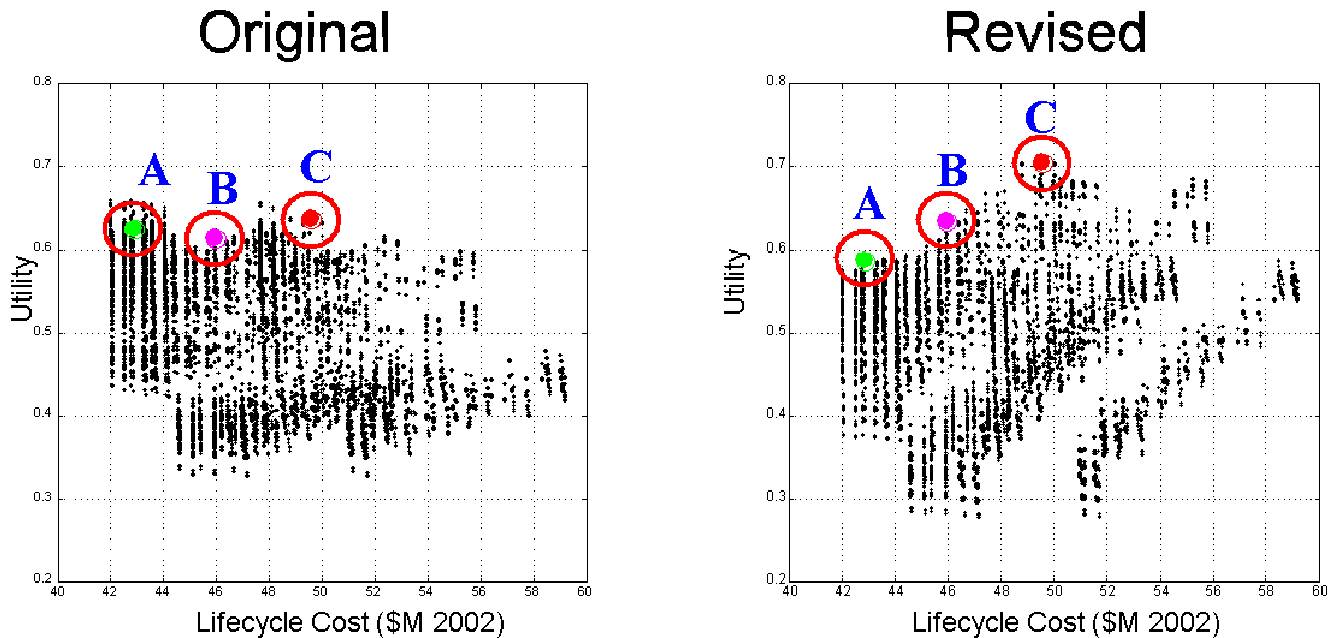 Original
0.8
0.7
0.6
0.5
0.4
0.3
0.2
Utility
A
B
C
40 42 44 46 48 50 52 54 56 58 60
Lifecycle Cost ($M 2002)
Revised
0.8
0.7
0.6
0.5
0.4
0.3
0.2
Utility
A
B
C
40 42 44 46 48 50 52 54 56 58 60
Lifecycle Cost ($M 2002)